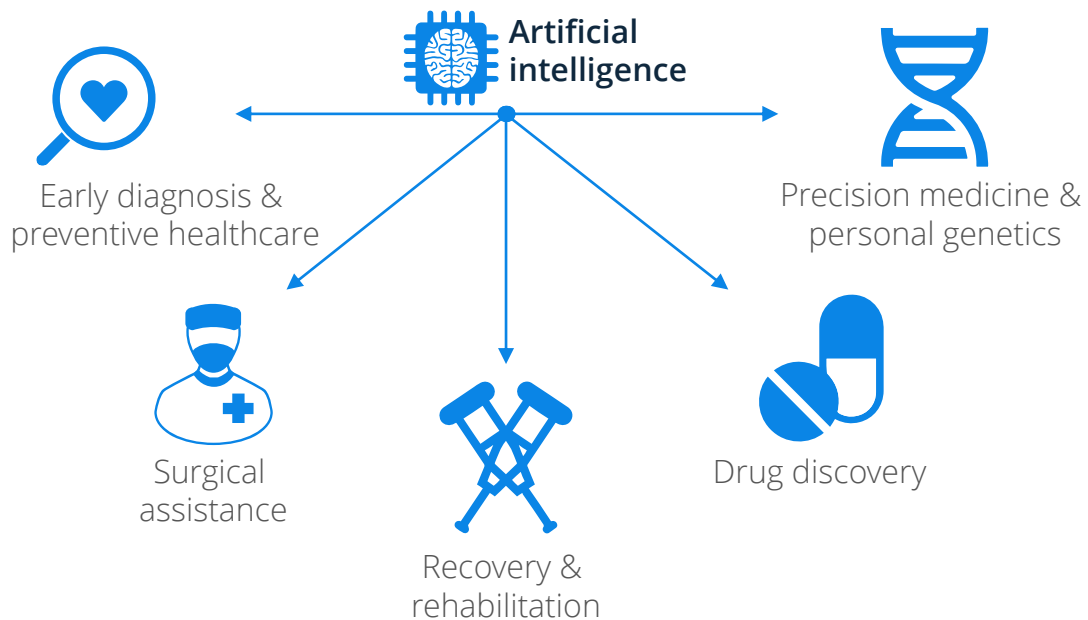 Artificial
intelligence
Early diagnosis &
preventive healthcare
Precision medicine &
personal genetics
Surgical
assistance
Drug discovery
Recovery &
rehabilitation